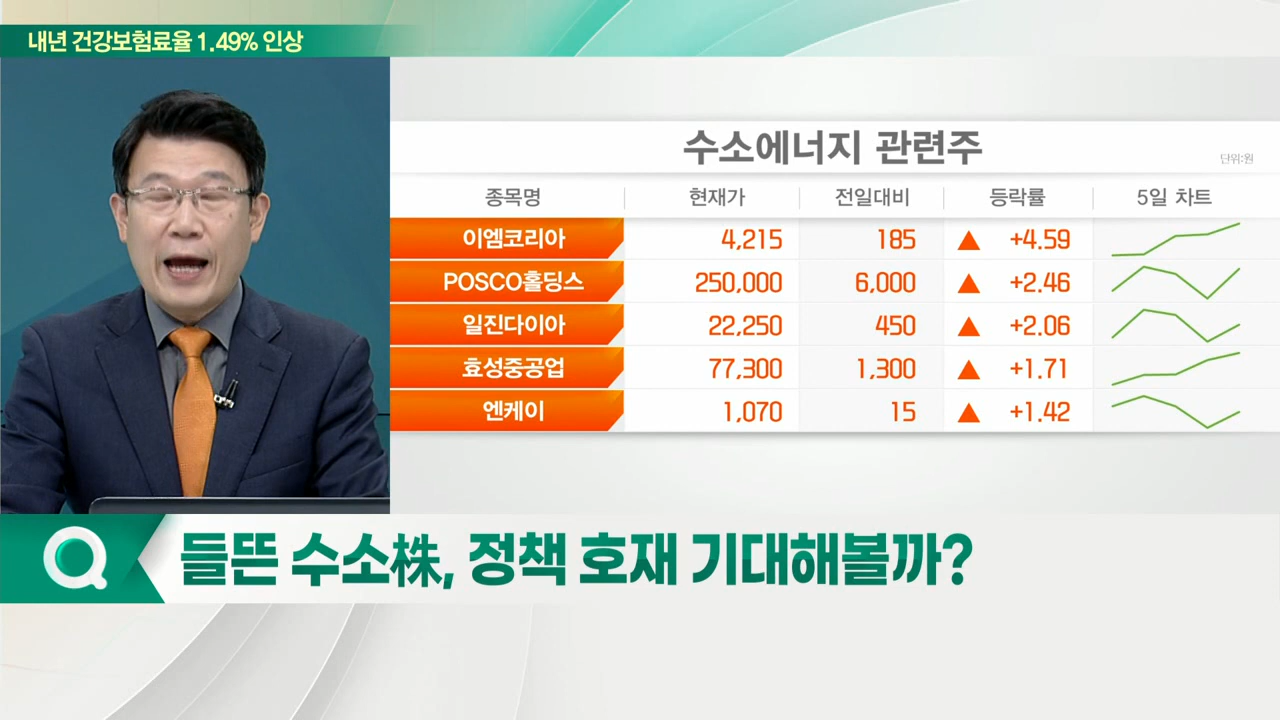 내년 건강보험료율 1.49% 인상
수소에너지 관련주
단위:원
종목명 현재가 전일대비 등락률 5일 차트
이엠코리아 4,215 185 ▲ +4.59
POSCO홀딩스 250,000 6,000 ▲ +2.46
일진다이아 22,250 450 ▲ +2.06
효성중공업 77,300 1,300 ▲ +1.71
엔케이 1,070 15 ▲ +1.42
들뜬 수소株, 정책 호재 기대해볼까?